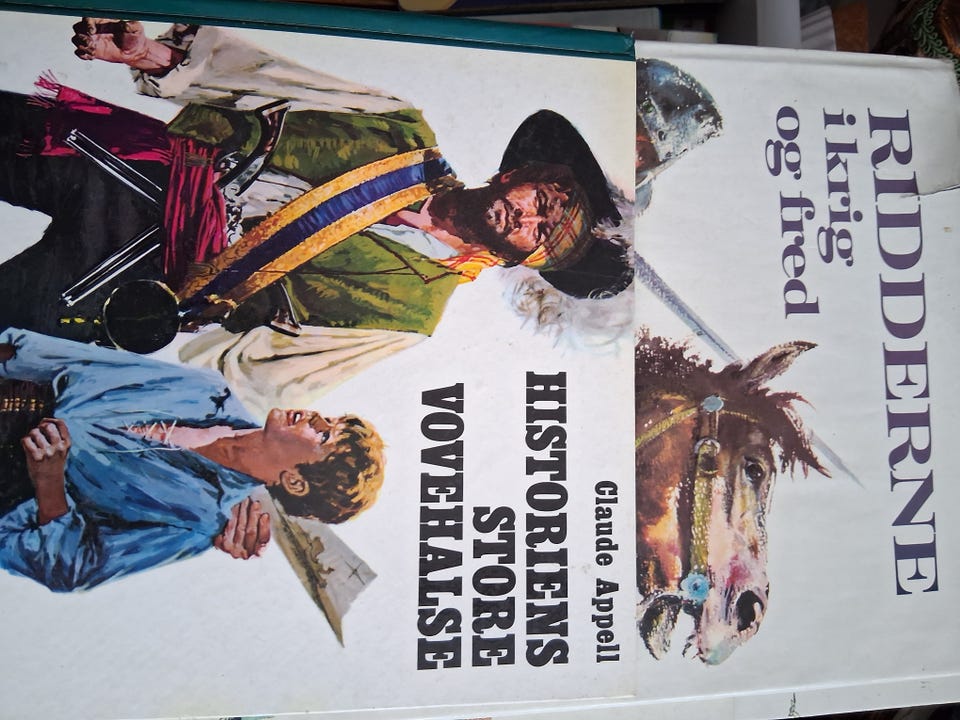 RIDDERNE
i krig
og fred
Claude Appell
HISTORIENS
STORE
VOVEHALSE